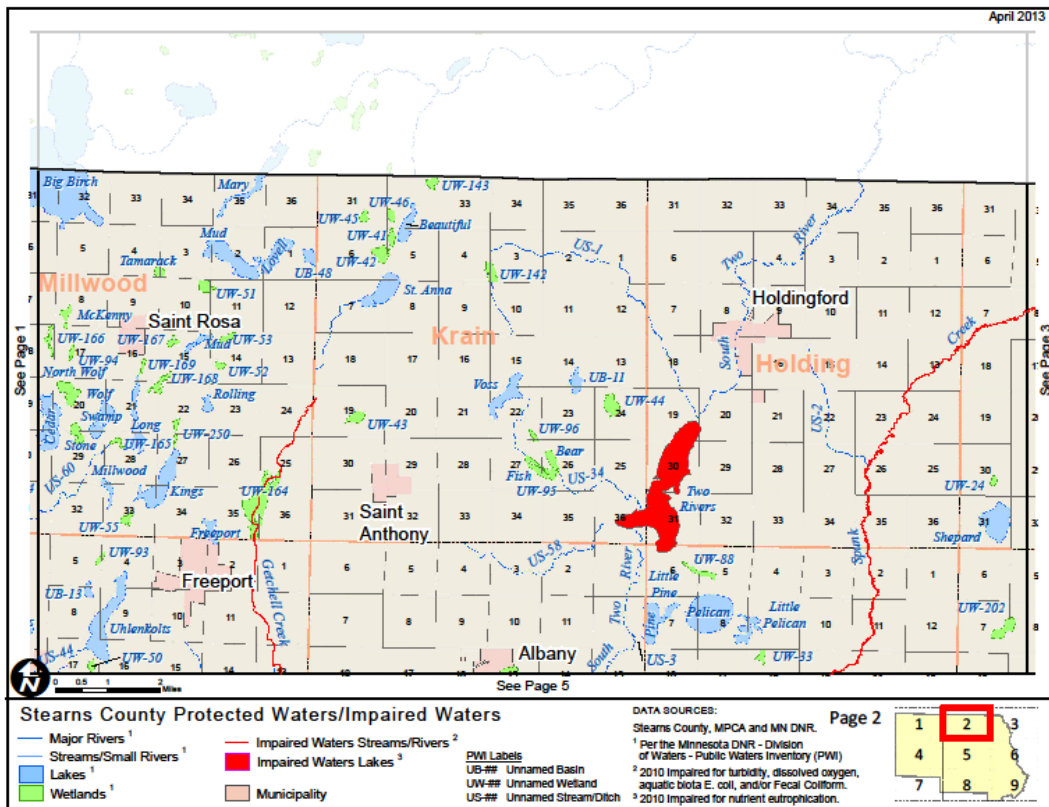 April 2013
Big Birch
Mary
UW-143
UW-46
UW-45
Beautiful
UW-41
Mud
Lovell
UW-42
UB-48
US-1
Two
River
Tamarack
UW-142
Millwood
UW-51
St. Anna
Holdingford
McKenny
Saint Rosa
Krain
Creek
UW-166
UW-167
Mud
UW-53
South
Holding
UW-94
UW-169
UW-52
North Wolf
UW-168
Voss
UB-11
Wolf
Rolling
UW-44
US-2
Cedar
Swamp
Long
UW-43
UW-96
Stone
UW-165
UW-250
Bear
US-60
Millwood
Fish
US-34
UW-95
UW-24
Kings
UW-164
Two
Rivers
Saint
Anthony
UW-55
Freeport
Shepard
US-58
Spunk
UW-93
River
UW-88
Freeport
Getchell Creek
Little
Pine
UB-13
Pelican
Little
Pelican
UW-202
Uhlenkolts
Two
Pine
US-44
UW-50
Albany
South
US-3
UW-33
See Page 1
See Page 3
N
0 0.5 1 2
Miles
See Page 5
Stearns County Protected Waters/Impaired Waters
Major Rivers 1
Streams/Small Rivers 1
Lakes 1
Wetlands 1
Impaired Waters Streams/Rivers 2
Impaired Waters Lakes 3
Municipality
PWI Labels
UB-## Unnamed Basin
UW-## Unnamed Wetland
US-## Unnamed Stream/Ditch
DATA SOURCES:
Stearns County, MPCA and MN DNR.
1 Per the Minnesota DNR - Division
of Waters - Public Waters Inventory (PWI)
2 2010 Impaired for turbidity, dissolved oxygen,
aquatic biota E. coli, and/or Fecal Coliform.
3 2010 Impaired for nutrient eutrophication.
Page 2
1 2 3
4 5 6
7 8 9